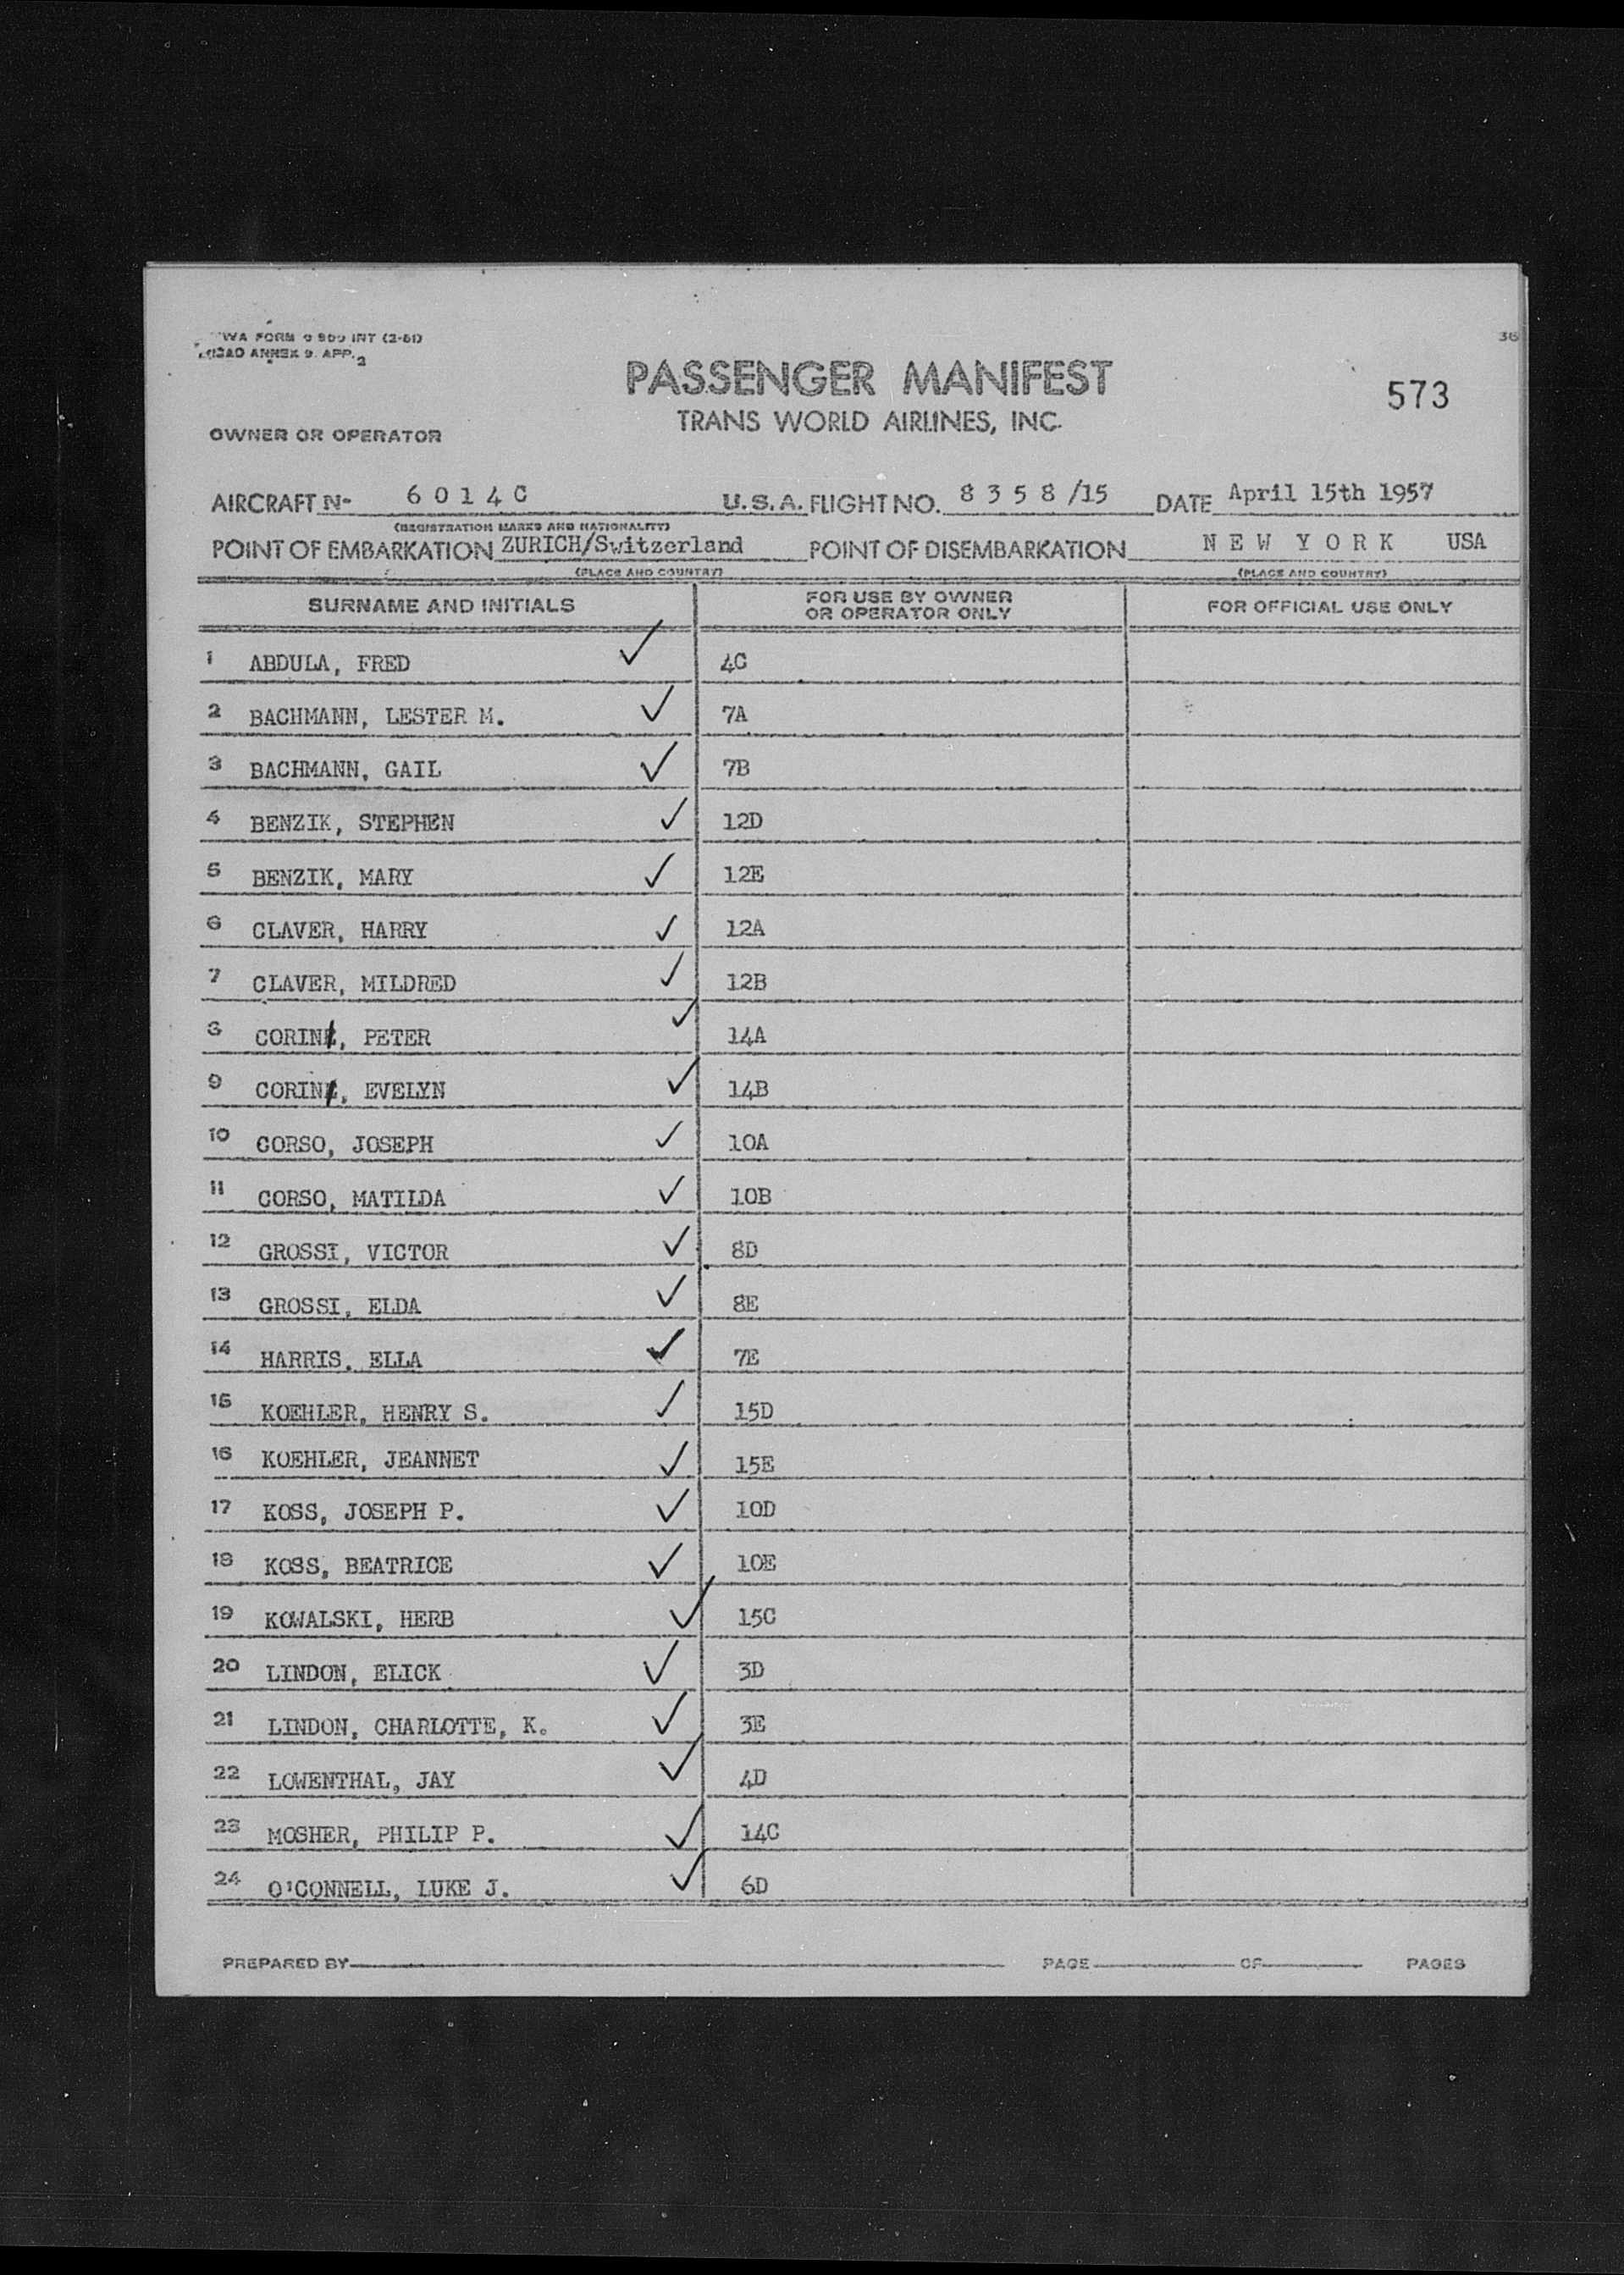 TWA FORM INT (2-51)
ICAO ANNEX 9. APP. 2
36
PASSENGER MANIFEST
573
TRANS WORLD AIRLINES, INC.
OWNER OR OPERATOR
AIRCRAFT N- 6014C U.S.A. FLIGHT NO. 8358/15 DATE April 15th 1957
(REGISTRATION MARKS AND NATIONALITY)
POINT OF EMBARKATION ZURICH/Switzerland POINT OF DISEMBARKATION NEW YORK USA
(PLACE AND COUNTRY) (PLACE AND COUNTRY)
SURNAME AND INITIALS FOR USE BY OWNER OR OPERATOR ONLY FOR OFFICIAL USE ONLY
1 ABDULA, FRED ✓ 4C
2 BACHMANN, LESTER M. ✓ 7A
3 BACHMANN, GAIL ✓ 7B
4 BENZIK, STEPHEN ✓ 12D
5 BENZIK, MARY ✓ 12E
6 CLAVER, HARRY ✓ 12A
7 CLAVER, MILDRED ✓ 12B
8 CORINI, PETER ✓ 14A
9 CORINI, EVELYN ✓ 14B
10 CORSO, JOSEPH ✓ 10A
11 CORSO, MATILDA ✓ 10B
12 GROSSI, VICTOR ✓ 8D
13 GROSSI, ELDA ✓ 8E
14 HARRIS. ELLA ✓ 7E
15 KOEHLER, HENRY S. ✓ 15D
16 KOEHLER, JEANNET ✓ 15E
17 KOSS, JOSEPH P. ✓ 10D
18 KOSS, BEATRICE ✓ 10E
19 KOWALSKI, HERB ✓ 15C
20 LINDON, ELICK ✓ 3D
21 LINDON, CHARLOTTE, K. ✓ 3E
22 LOWENTHAL, JAY ✓ 4D
23 MOSHER, PHILIP P. ✓ 14C
24 O'CONNELL, LUKE J. ✓ 6D
PREPARED BY PAGE OF PAGES